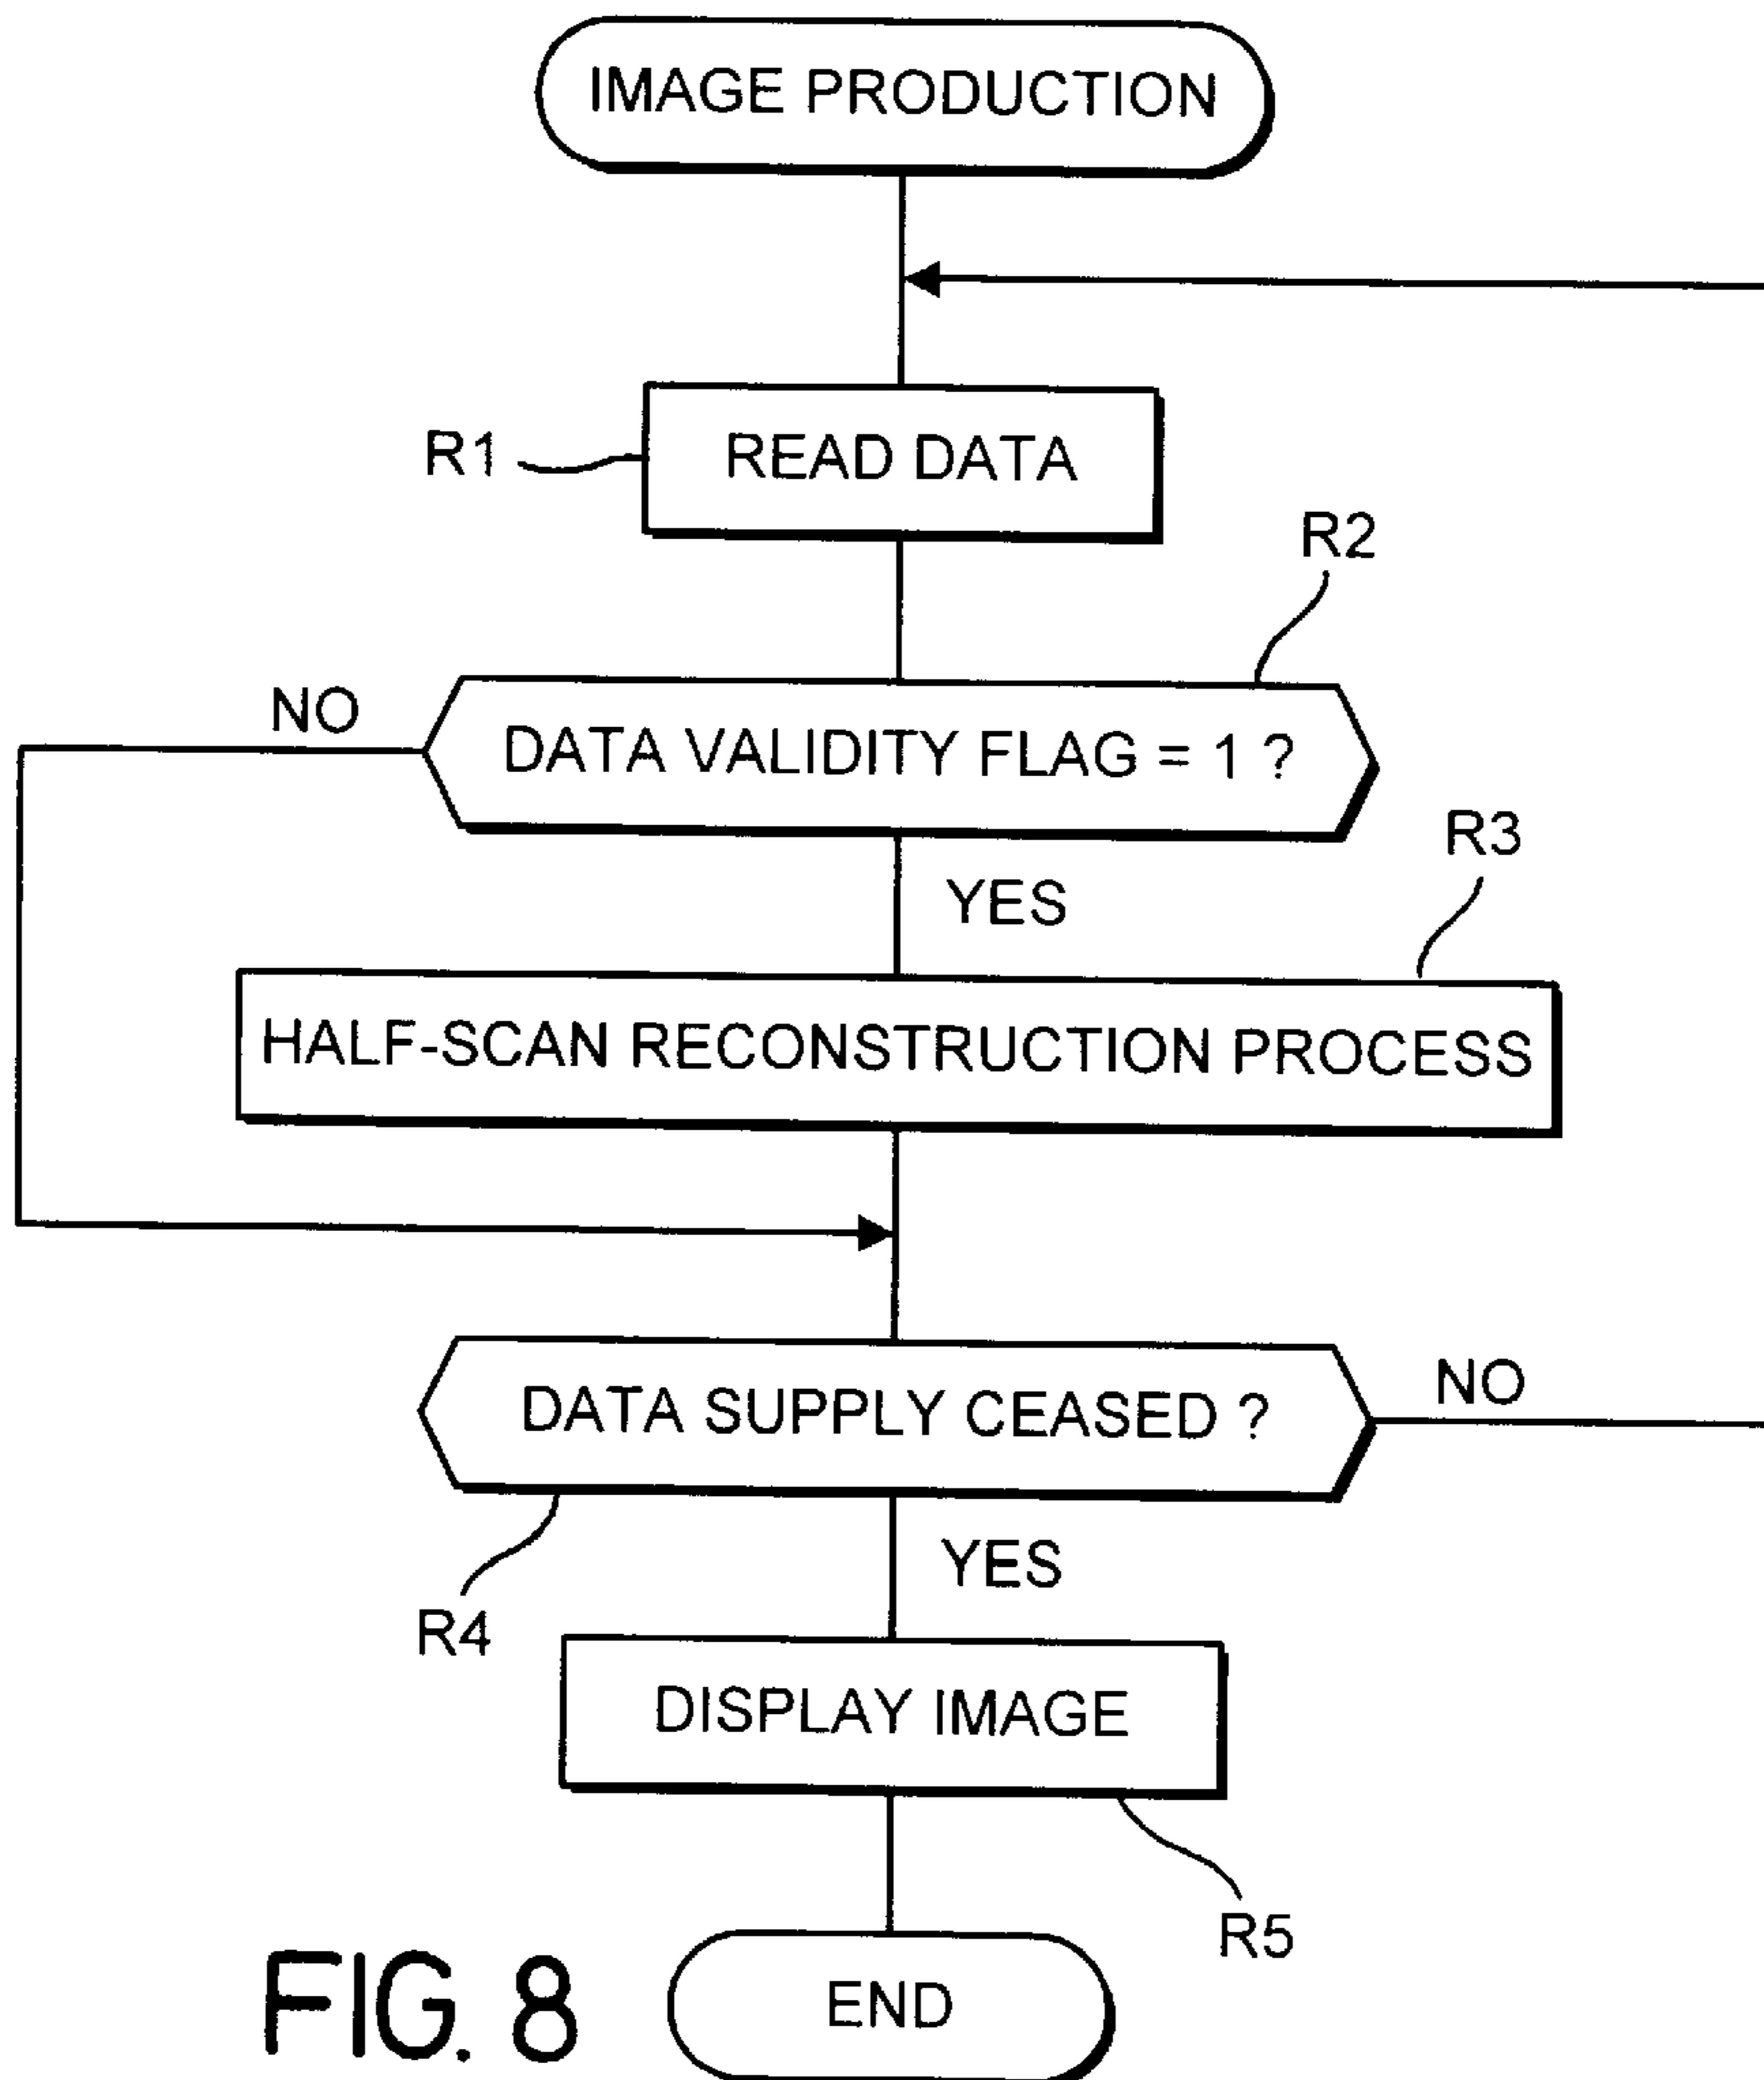 IMAGE PRODUCTION
R1
READ DATA
R2
NO
DATA VALIDITY FLAG = 1 ?
YES
R3
HALF-SCAN RECONSTRUCTION PROCESS
DATA SUPPLY CEASED ?
NO
YES
R4
DISPLAY IMAGE
R5
END
FIG. 8